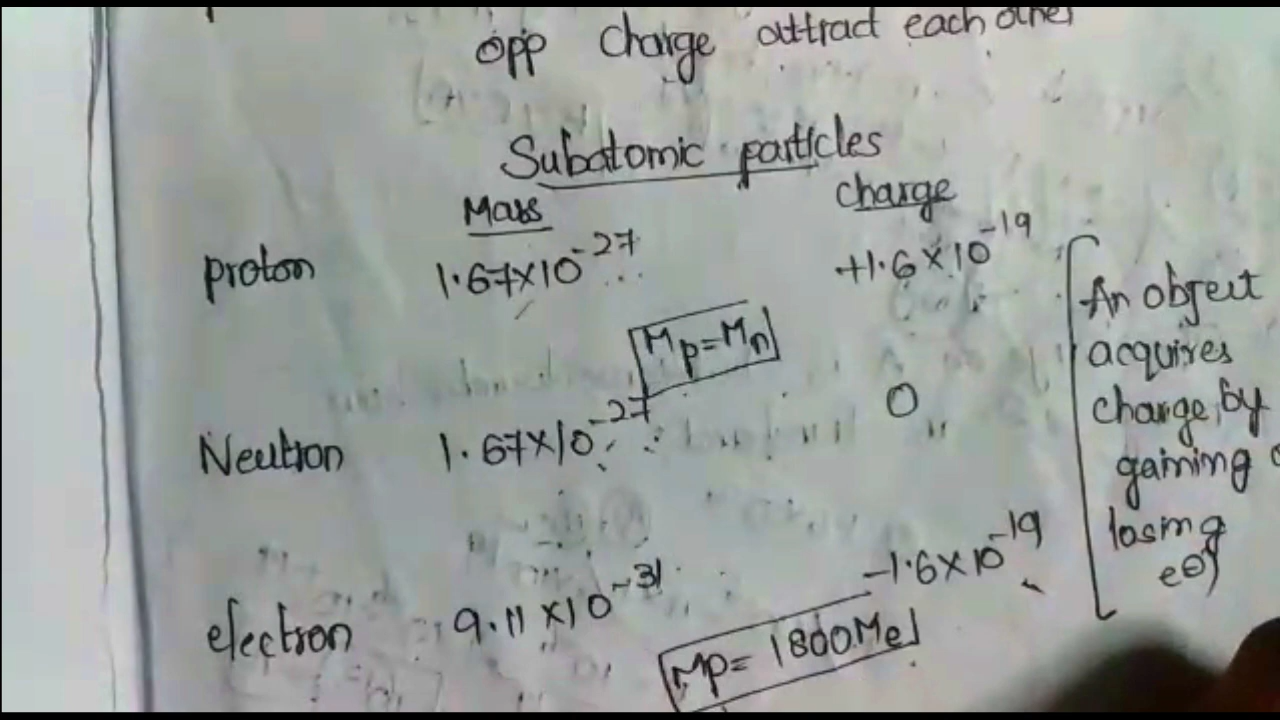 opp charge attract each other
Subatomic particles
Mass charge
proton 1.67×10⁻²⁷ +1.6×10⁻¹⁹
Mp=Mn
Neutron 1.67×10⁻²⁷ 0
electron 9.11×10⁻³¹ -1.6×10⁻¹⁹
Mp= 1800Me
An object
acquires
charge by
gaining
losing
e⊖